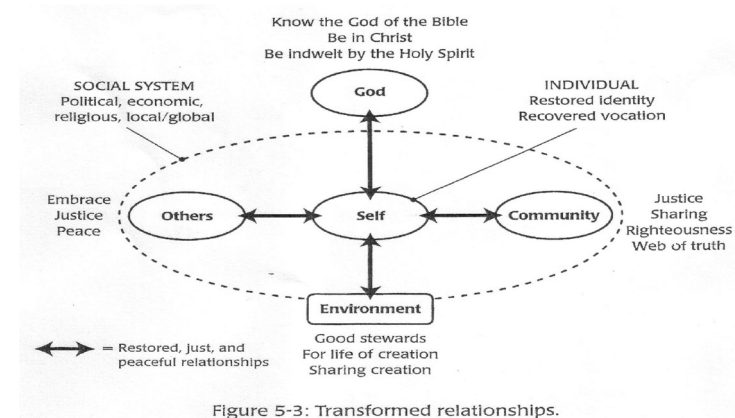 Know the God of the Bible
Be in Christ
Be indwelt by the Holy Spirit
SOCIAL SYSTEM
Political, economic,
religious, local/global
God
INDIVIDUAL
Restored identity
Recovered vocation
Embrace
Justice
Peace
Others
Self
Community
Justice
Sharing
Righteousness
Web of truth
Environment
Good stewards
For life of creation
Sharing creation
= Restored, just, and
peaceful relationships
Figure 5-3: Transformed relationships.